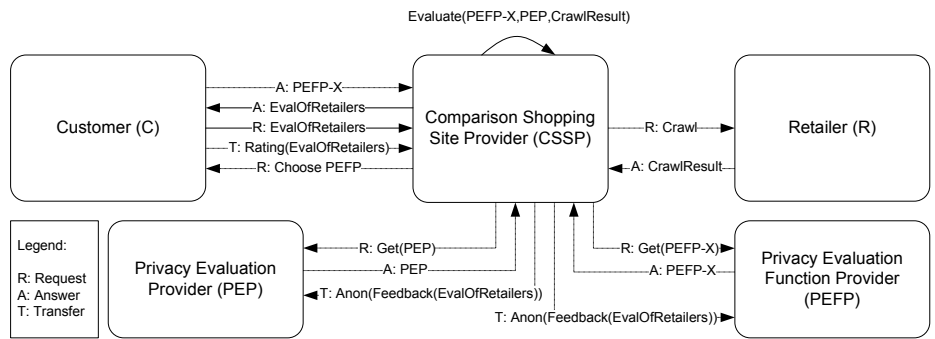 Evaluate(PEFP-X,PEP,CrawlResult)
Customer (C)
A: PEFP-X
A: EvalOfRetailers
R: EvalOfRetailers
T: Rating(EvalOfRetailers)
R: Choose PEFP
Comparison Shopping
Site Provider (CSSP)
R: Crawl
A: CrawlResult
Retailer (R)
Legend:
R: Request
A: Answer
T: Transfer
Privacy Evaluation
Provider (PEP)
R: Get(PEP)
A: PEP
T: Anon(Feedback(EvalOfRetailers))
R: Get(PEFP-X)
A: PEFP-X
T: Anon(Feedback(EvalOfRetailers))
Privacy Evaluation
Function Provider
(PEFP)